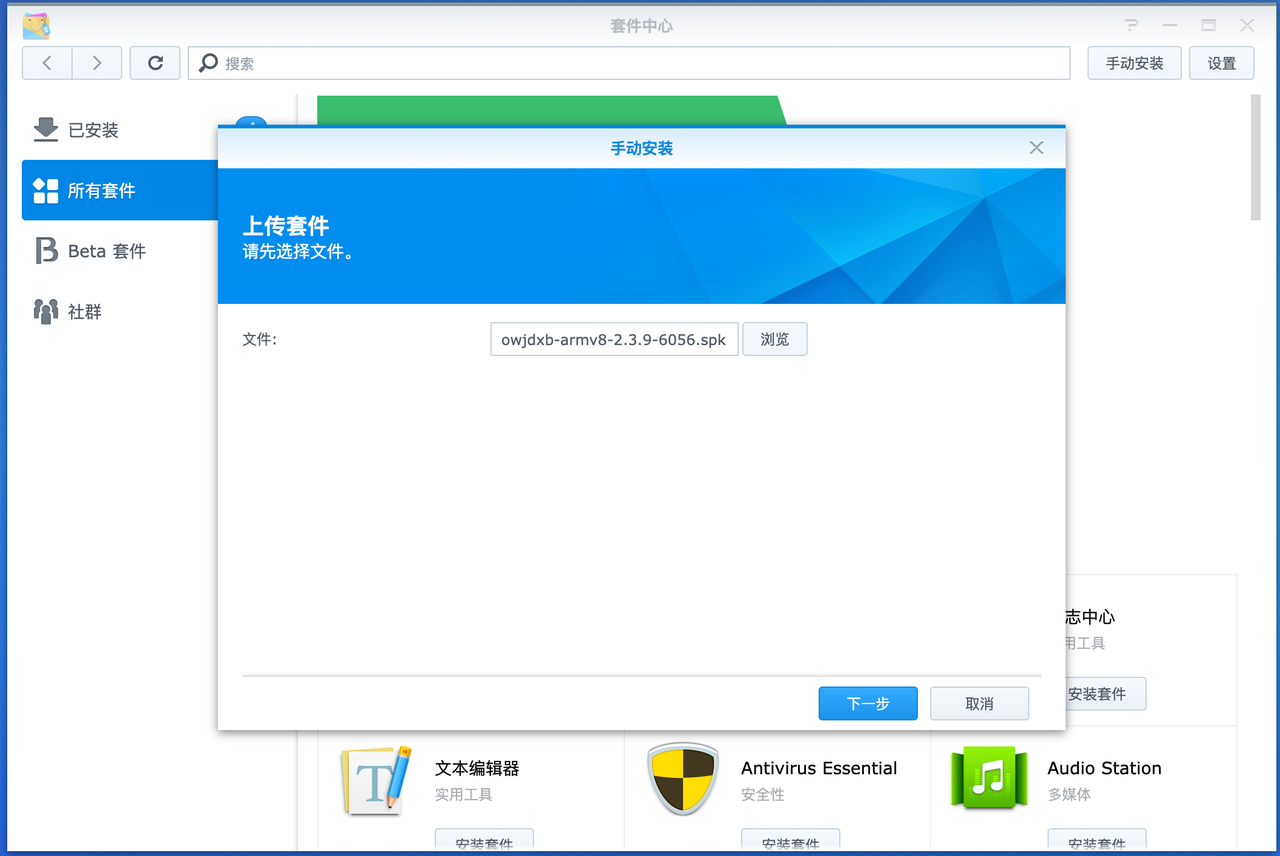 套件中心
搜索
手动安装
设置
已安装
所有套件
Beta 套件
社群
手动安装
上传套件
请先选择文件。
文件:
owjdxb-armv8-2.3.9-6056.spk
浏览
下一步
取消
志中心
用工具
安装套件
文本编辑器
实用工具
安装套件
Antivirus Essential
安全性
安装套件
Audio Station
多媒体
安装套件